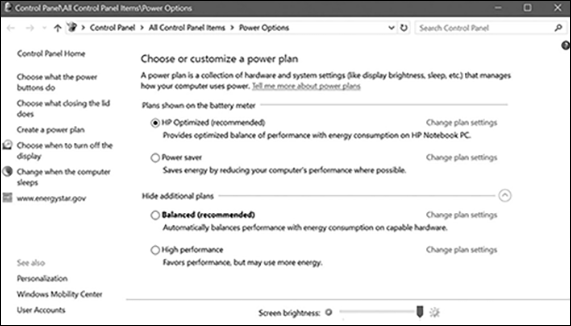 Control Panel\All Control Panel Items\Power Options
Control Panel
All Control Panel Items
Power Options
Search Control Panel
Control Panel Home
Choose what the power
buttons do
Choose what closing the lid
does
Create a power plan
Choose when to turn off the
display
Change when the computer
sleeps
www.energystar.gov
See also
Personalization
Windows Mobility Center
User Accounts
Choose or customize a power plan
A power plan is a collection of hardware and system settings (like display brightness, sleep, etc.) that manages
how your computer uses power. Tell me more about power plans
Plans shown on the battery meter
HP Optimized (recommended) Change plan settings
Provides optimized balance of performance with energy consumption on HP Notebook PC.
Power saver Change plan settings
Saves energy by reducing your computer's performance where possible.
Hide additional plans
Balanced (recommended) Change plan settings
Automatically balances performance with energy consumption on capable hardware.
High performance Change plan settings
Favors performance, but may use more energy.
Screen brightness: